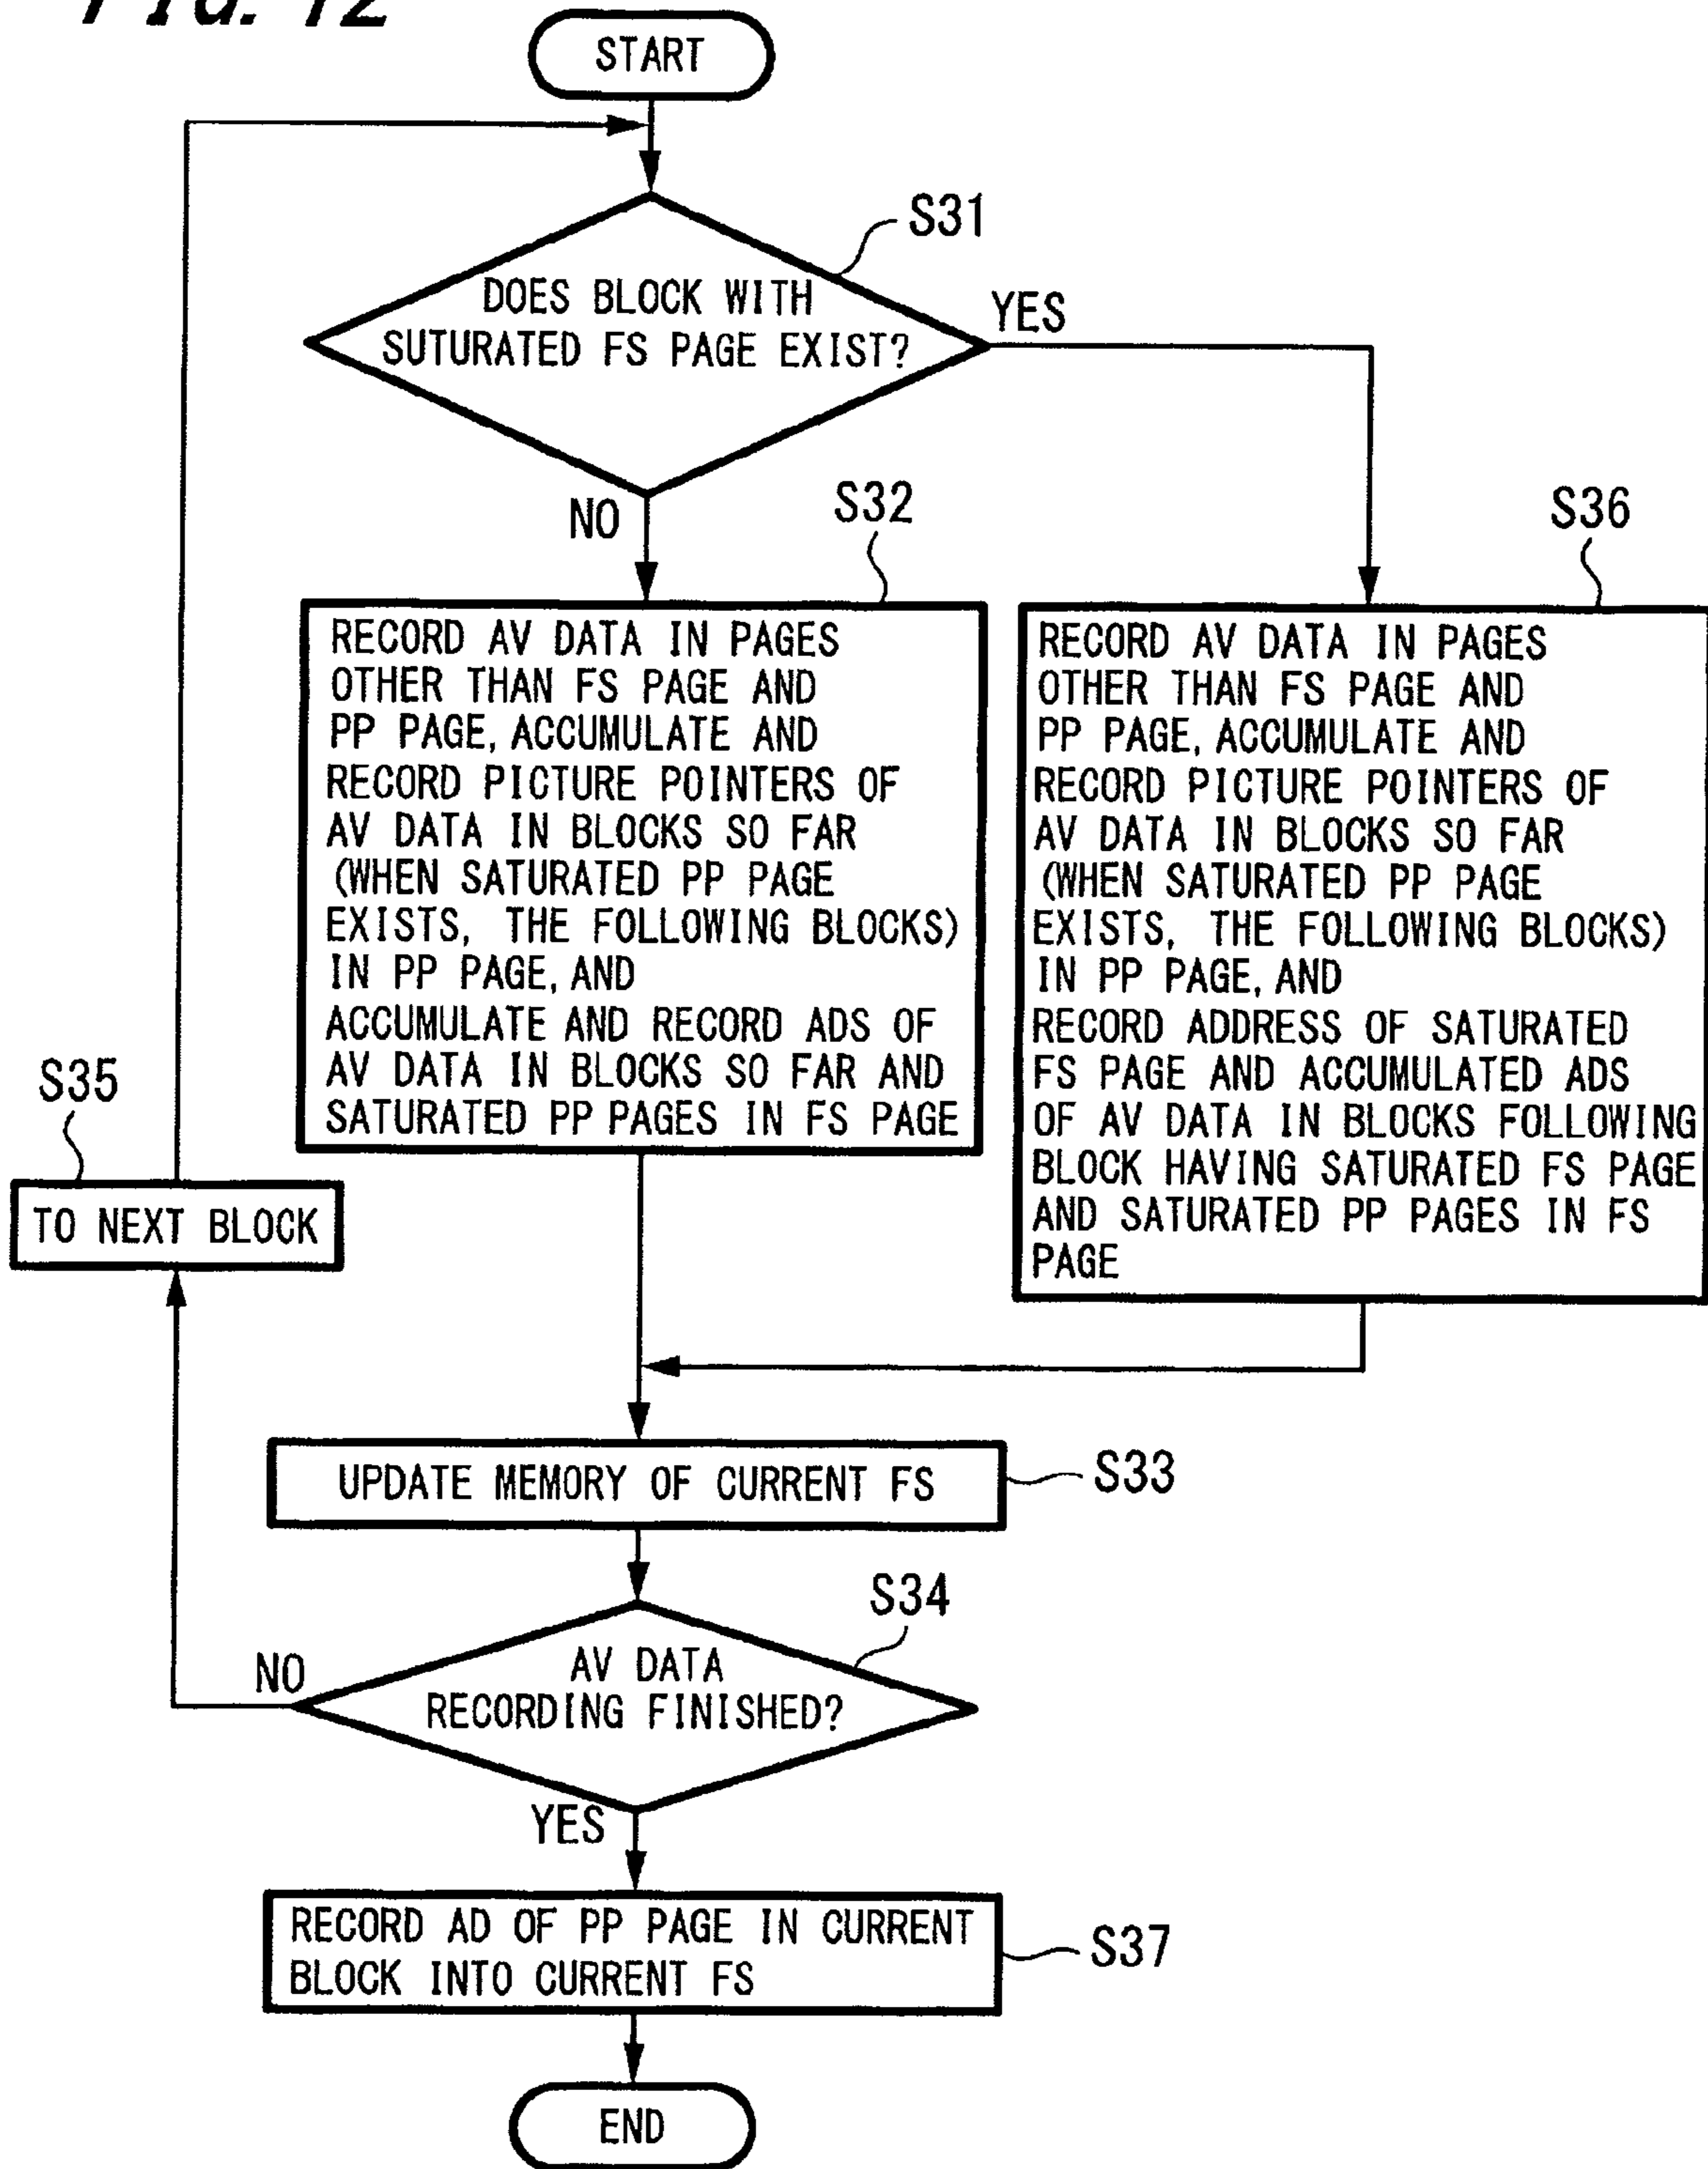 FIG. 12
START
S31
DOES BLOCK WITH
SUTURATED FS PAGE EXIST?
YES
NO
S32
S36
RECORD AV DATA IN PAGES
OTHER THAN FS PAGE AND
PP PAGE, ACCUMULATE AND
RECORD PICTURE POINTERS OF
AV DATA IN BLOCKS SO FAR
(WHEN SATURATED PP PAGE
EXISTS, THE FOLLOWING BLOCKS)
IN PP PAGE, AND
ACCUMULATE AND RECORD ADS OF
AV DATA IN BLOCKS SO FAR AND
SATURATED PP PAGES IN FS PAGE
RECORD AV DATA IN PAGES
OTHER THAN FS PAGE AND
PP PAGE, ACCUMULATE AND
RECORD PICTURE POINTERS OF
AV DATA IN BLOCKS SO FAR
(WHEN SATURATED PP PAGE
EXISTS, THE FOLLOWING BLOCKS)
IN PP PAGE, AND
RECORD ADDRESS OF SATURATED
FS PAGE AND ACCUMULATED ADS
OF AV DATA IN BLOCKS FOLLOWING
BLOCK HAVING SATURATED FS PAGE
AND SATURATED PP PAGES IN FS
PAGE
S35
TO NEXT BLOCK
UPDATE MEMORY OF CURRENT FS
S33
S34
AV DATA
RECORDING FINISHED?
NO
YES
RECORD AD OF PP PAGE IN CURRENT
BLOCK INTO CURRENT FS
S37
END